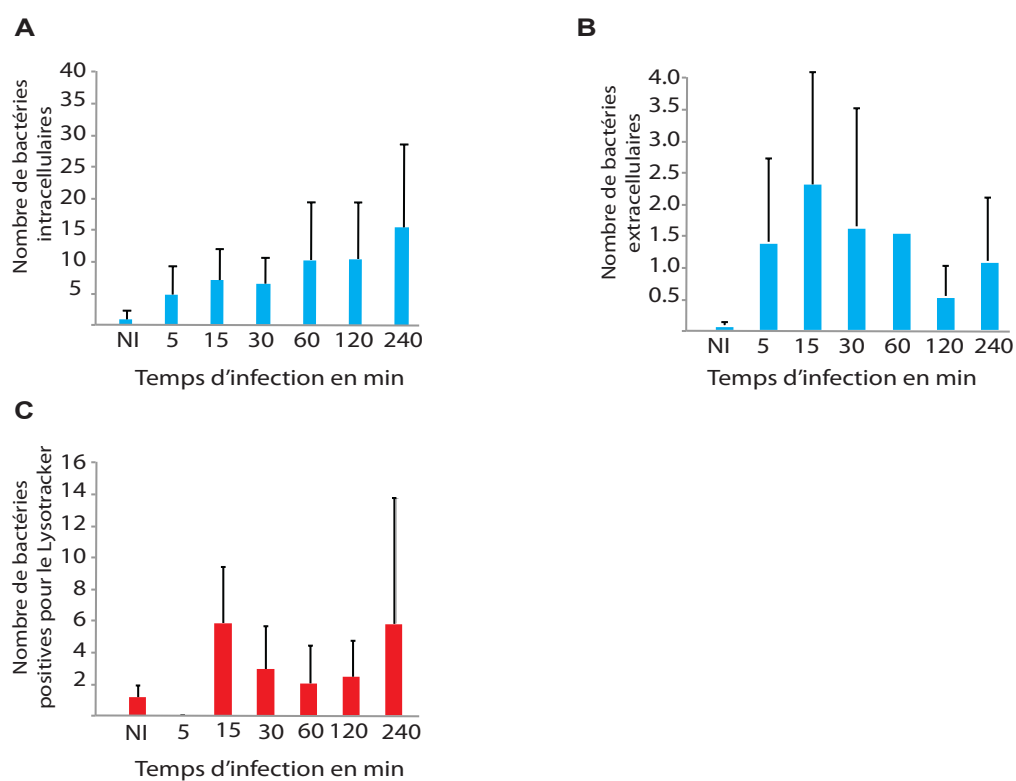 A
Nombre de bactéries
intracellulaires
40
35
30
25
20
15
10
5
NI 5 15 30 60 120 240
Temps d'infection en min
B
Nombre de bactéries
extracellulaires
4.0
3.5
3.0
2.5
2.0
1.5
1.0
0.5
NI 5 15 30 60 120 240
Temps d'infection en min
C
Nombre de bactéries
positives pour le Lysotracker
16
14
12
10
8
6
4
2
NI 5 15 30 60 120 240
Temps d'infection en min